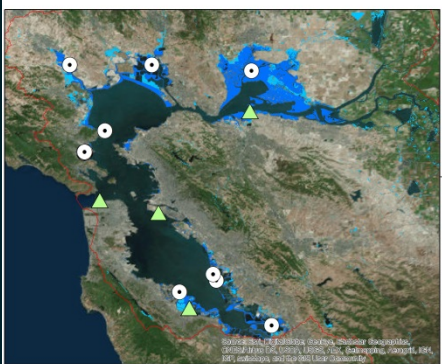 Source: Esri, DigitalGlobe, GeoEye, Earthstar Geographics,
CNES/Airbus DS, USDA, USGS, AEX, Getmapping, Aerogrid, IGN,
IGP, swisstopo, and the GIS User Community